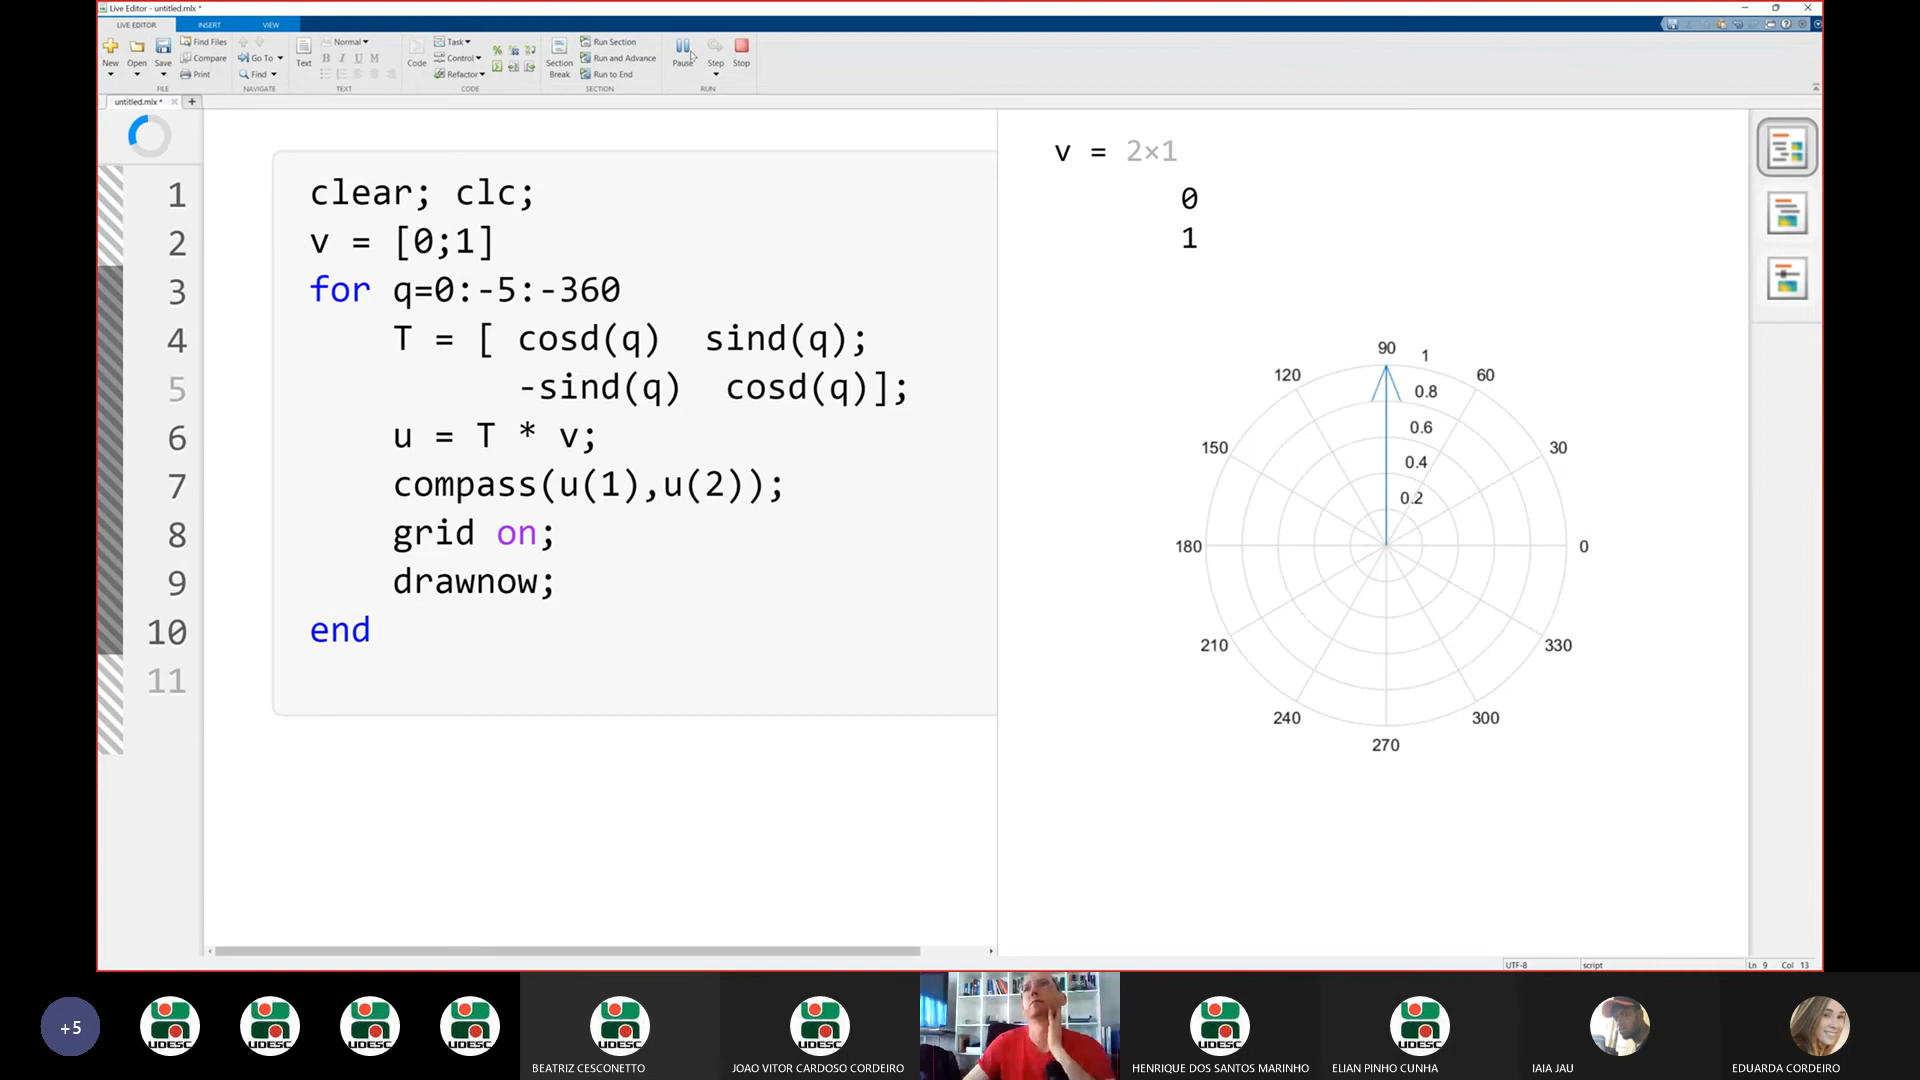 Live Editor - untitled.mlx *
LIVE EDITOR
INSERT
VIEW
New
Open
Save
Find Files
Compare
Print
FILE
Go To
Find
NAVIGATE
Text
Normal
B I U M
TEXT
Code
Task
Control
Refactor
CODE
Section
Break
Run Section
Run and Advance
Run to End
SECTION
Pause
Step
Stop
RUN
untitled.mlx *
1 clear; clc;
2 v = [0;1]
3 for q=0:-5:-360
4 T = [ cosd(q) sind(q);
5 -sind(q) cosd(q)];
6 u = T * v;
7 compass(u(1),u(2));
8 grid on;
9 drawnow;
10 end
11
v = 2×1
0
1
90
1
120
60
0.8
0.6
150
30
0.4
0.2
180
0
210
330
240
300
270
UTF-8
script
Ln 9 Col 13
+5
UDESC
UDESC
UDESC
UDESC
UDESC
UDESC
UDESC
UDESC
BEATRIZ CESCONETTO
JOAO VITOR CARDOSO CORDEIRO
HENRIQUE DOS SANTOS MARINHO
ELIAN PINHO CUNHA
IAIA JAU
EDUARDA CORDEIRO